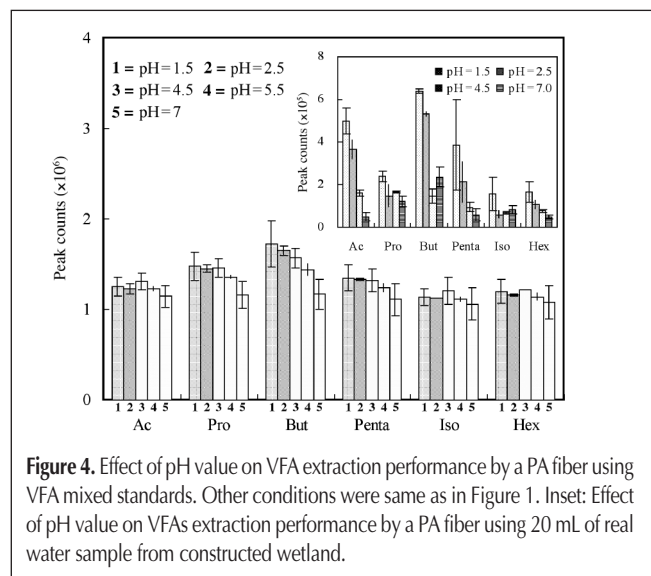 4
3
2
1
0
Peak counts (×10⁶)
1 = pH=1.5 2 = pH=2.5
3 = pH=4.5 4 = pH=5.5
5 = pH=7
8
6
4
2
0
Peak counts (×10⁵)
pH=1.5 pH=2.5
pH=4.5 pH=7.0
Ac Pro But Penta Iso Hex
1 2 3 4 5 1 2 3 4 5 1 2 3 4 5 1 2 3 4 5 1 2 3 4 5 1 2 3 4 5
Ac Pro But Penta Iso Hex
Figure 4. Effect of pH value on VFA extraction performance by a PA fiber using
VFA mixed standards. Other conditions were same as in Figure 1. Inset: Effect
of pH value on VFAs extraction performance by a PA fiber using 20 mL of real
water sample from constructed wetland.